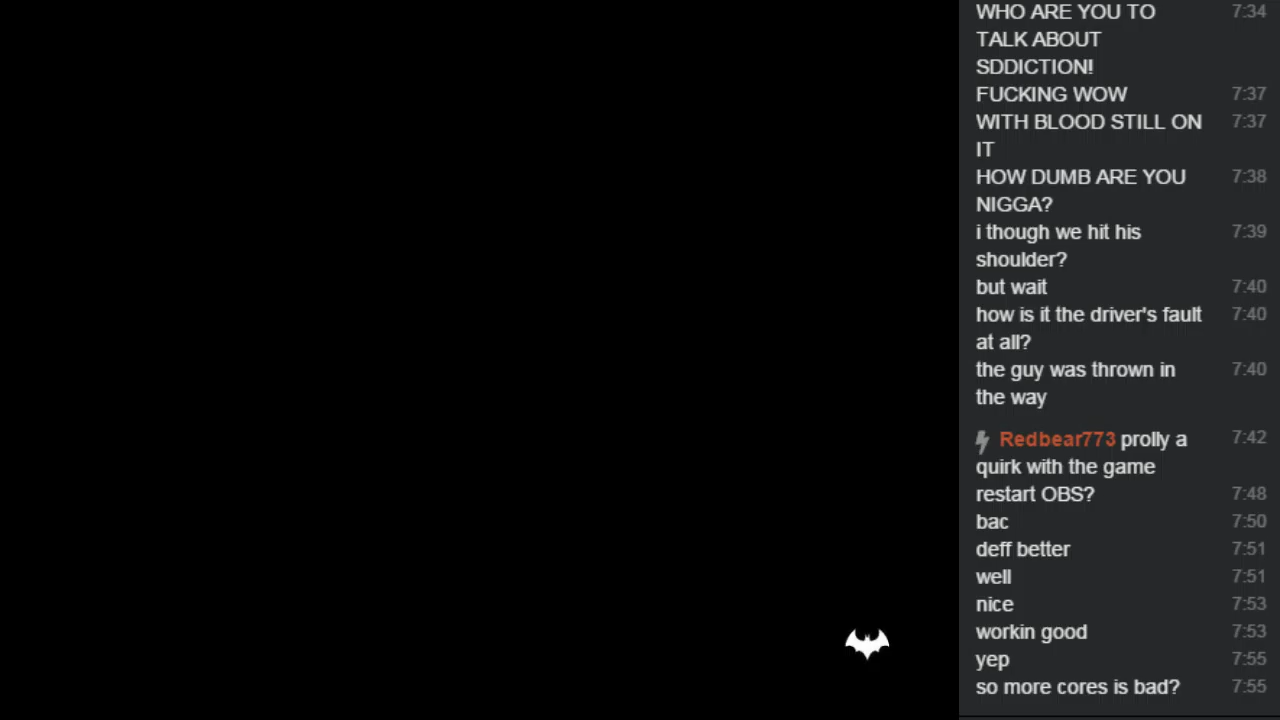 WHO ARE YOU TO 7:34
TALK ABOUT
SDDICTION!
FUCKING WOW 7:37
WITH BLOOD STILL ON 7:37
IT
HOW DUMB ARE YOU 7:38
NIGGA?
i though we hit his 7:39
shoulder?
but wait 7:40
how is it the driver's fault 7:40
at all?
the guy was thrown in 7:40
the way
Redbear773 prolly a 7:42
quirk with the game
restart OBS? 7:48
bac 7:50
deff better 7:51
well 7:51
nice 7:53
workin good 7:53
yep 7:55
so more cores is bad? 7:55